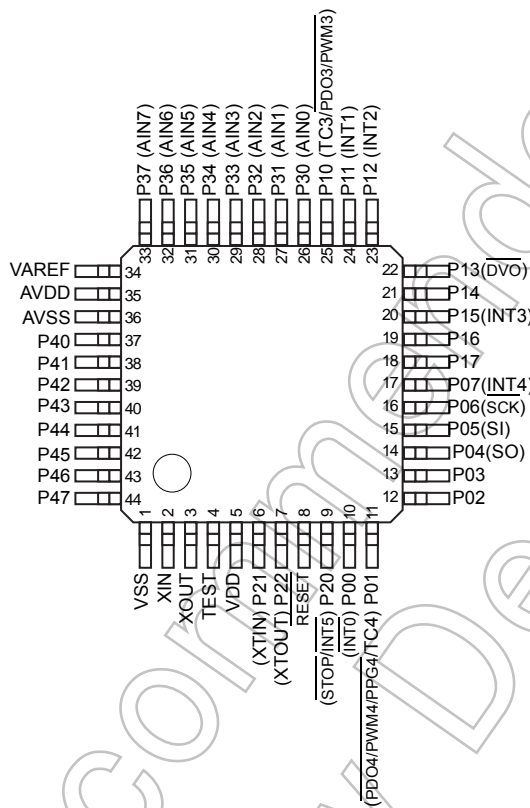 P37 (AIN7)
P36 (AIN6)
P35 (AIN5)
P34 (AIN4)
P33 (AIN3)
P32 (AIN2)
P31 (AIN1)
P30 (AIN0)
P10 (TC3/PDO3/PWM3)
P11 (INT1)
P12 (INT2)
33
32
31
30
29
28
27
26
25
24
23
VAREF 34
AVDD 35
AVSS 36
P40 37
P41 38
P42 39
P43 40
P44 41
P45 42
P46 43
P47 44
22 P13(DVO)
21 P14
20 P15(INT3)
19 P16
18 P17
17 P07(INT4)
16 P06(SCK)
15 P05(SI)
14 P04(SO)
13 P03
12 P02
1
2
3
4
5
6
7
8
9
10
11
VSS
XIN
XOUT
TEST
VDD
(XTIN) P21
(XTOUT) P22
RESET
(STOP/INT5) P20
(INT0) P00
(PDO4/PWM4/PPG4/TC4) P01